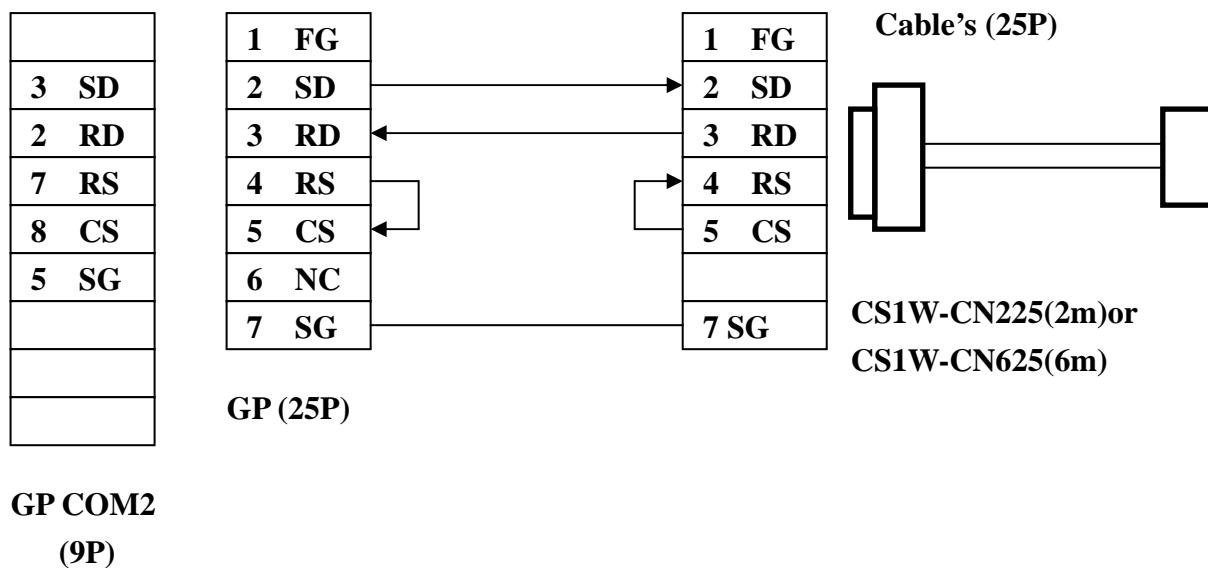 3 SD
2 RD
7 RS
8 CS
5 SG
GP COM2
(9P)
1 FG
2 SD
3 RD
4 RS
5 CS
6 NC
7 SG
GP (25P)
1 FG
2 SD
3 RD
4 RS
5 CS
7 SG
Cable’s (25P)
CS1W-CN225(2m)or
CS1W-CN625(6m)